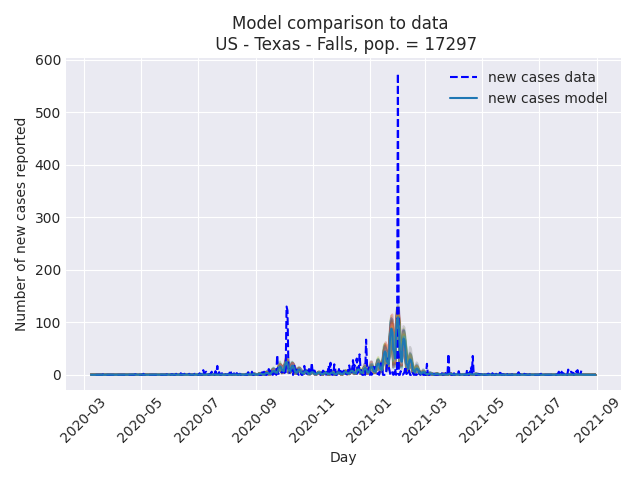 Model comparison to data
US - Texas - Falls, pop. = 17297
new cases data
new cases model
Number of new cases reported
600
500
400
300
200
100
0
2020-03
2020-05
2020-07
2020-09
2020-11
2021-01
2021-03
2021-05
2021-07
2021-09
Day